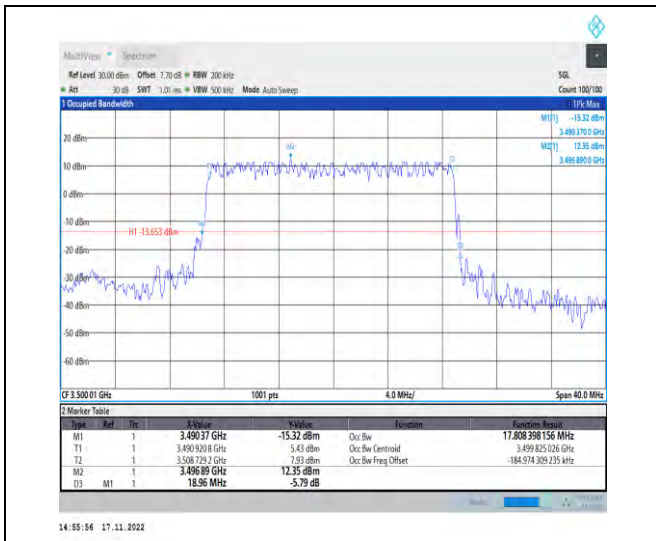 MultiView Spectrum
Ref Level 30.00 dBm Offset 7.70 dB RBW 200 kHz SGL
Att 30 dB SWT 1.01 ms VBW 500 kHz Mode Auto Sweep Count 100/100
1 Occupied Bandwidth 1Pk Max
M1[1] -15.32 dBm
3.490 370 0 GHz
M2[1] 12.35 dBm
3.496 890 0 GHz
20 dBm
M2
T1
T2
10 dBm
0 dBm
-10 dBm
H1 -13.653 dBm
-20 dBm
-30 dBm
-40 dBm
-50 dBm
-60 dBm
CF 3.500 01 GHz 1001 pts 4.0 MHz/ Span 40.0 MHz
2 Marker Table
Type Ref Trc X-Value Y-Value Function Function Result
M1 1 3.490 37 GHz -15.32 dBm Occ Bw 17.808 398 156 MHz
T1 1 3.490 920 8 GHz 5.43 dBm Occ Bw Centroid 3.499 825 026 GHz
T2 1 3.508 729 2 GHz 7.93 dBm Occ Bw Freq Offset -184.974 309 235 kHz
M2 1 3.496 89 GHz 12.35 dBm
D3 M1 1 18.96 MHz -5.79 dB
14:55:56 17.11.2022